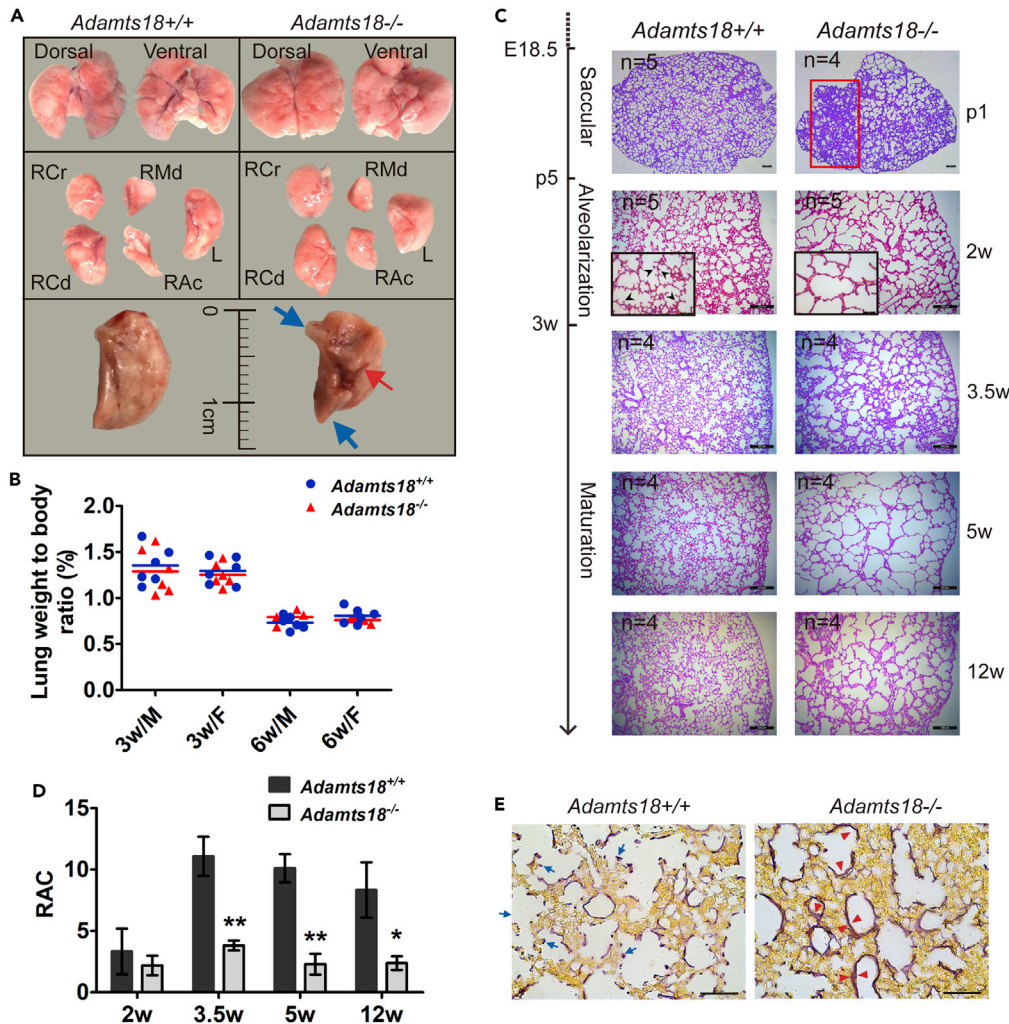 A
Adamts18+/+
Adamts18-/-
Dorsal
Ventral
Dorsal
Ventral
RCr
RMd
L
RCd
RAc
RCr
RMd
L
RCd
RAc
0
1cm
B
Adamts18+/+
Adamts18-/-
Lung weight to body
ratio (%)
2.0
1.5
1.0
0.5
0.0
3w/M
3w/F
6w/M
6w/F
C
Adamts18+/+
Adamts18-/-
E18.5
Saccular
p5
Alveolarization
3w
Maturation
n=5
n=4
p1
n=5
n=5
2w
n=4
n=4
3.5w
n=4
n=4
5w
n=4
n=4
12w
D
Adamts18+/+
Adamts18-/-
RAC
15
10
5
0
**
**
*
2w
3.5w
5w
12w
E
Adamts18+/+
Adamts18-/-